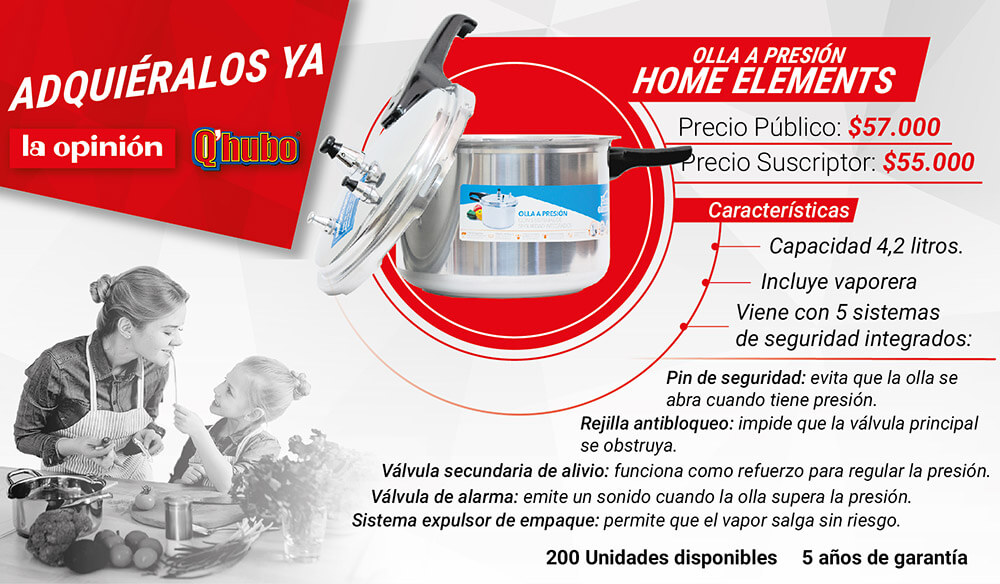 ADQUIÉRALOS YA
la opinión
Q'hubo
OLLA A PRESIÓN
HOME ELEMENTS
Precio Público: $57.000
Precio Suscriptor: $55.000
OLLA A PRESIÓN
Características
Capacidad 4,2 litros.
Incluye vaporera
Viene con 5 sistemas
de seguridad integrados:
Pin de seguridad: evita que la olla se
abra cuando tiene presión.
Rejilla antibloqueo: impide que la válvula principal
se obstruya.
Válvula secundaria de alivio: funciona como refuerzo para regular la presión.
Válvula de alarma: emite un sonido cuando la olla supera la presión.
Sistema expulsor de empaque: permite que el vapor salga sin riesgo.
200 Unidades disponibles 5 años de garantía